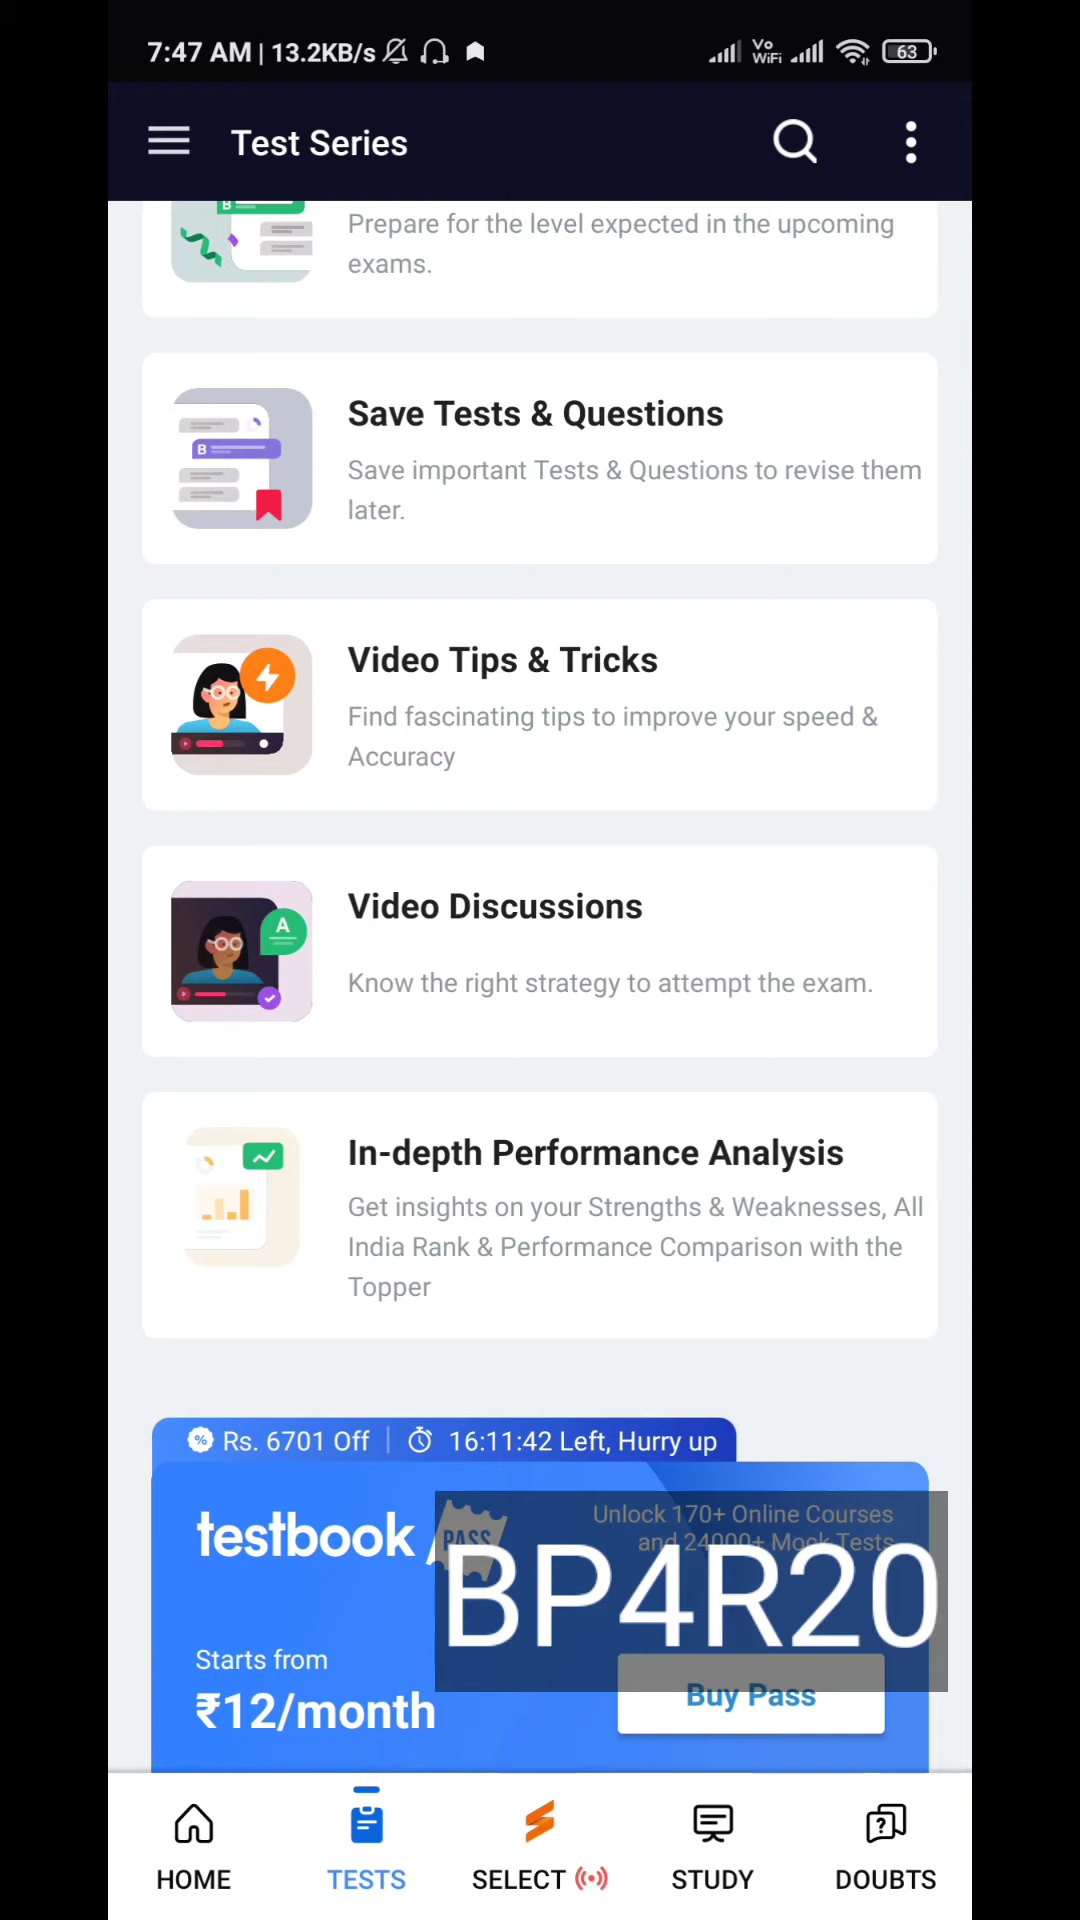 7:47 AM | 13.2KB/s
Vo
WiFi
63
Test Series
B
Prepare for the level expected in the upcoming
exams.
B
Save Tests & Questions
Save important Tests & Questions to revise them
later.
Video Tips & Tricks
Find fascinating tips to improve your speed &
Accuracy
A
Video Discussions
Know the right strategy to attempt the exam.
In-depth Performance Analysis
Get insights on your Strengths & Weaknesses, All
India Rank & Performance Comparison with the
Topper
% Rs. 6701 Off | 16:11:42 Left, Hurry up
testbook PASS
Unlock 170+ Online Courses
and 24000+ Mock Tests
BP4R20
Starts from
₹12/month
Buy Pass
HOME
TESTS
SELECT
STUDY
?
DOUBTS